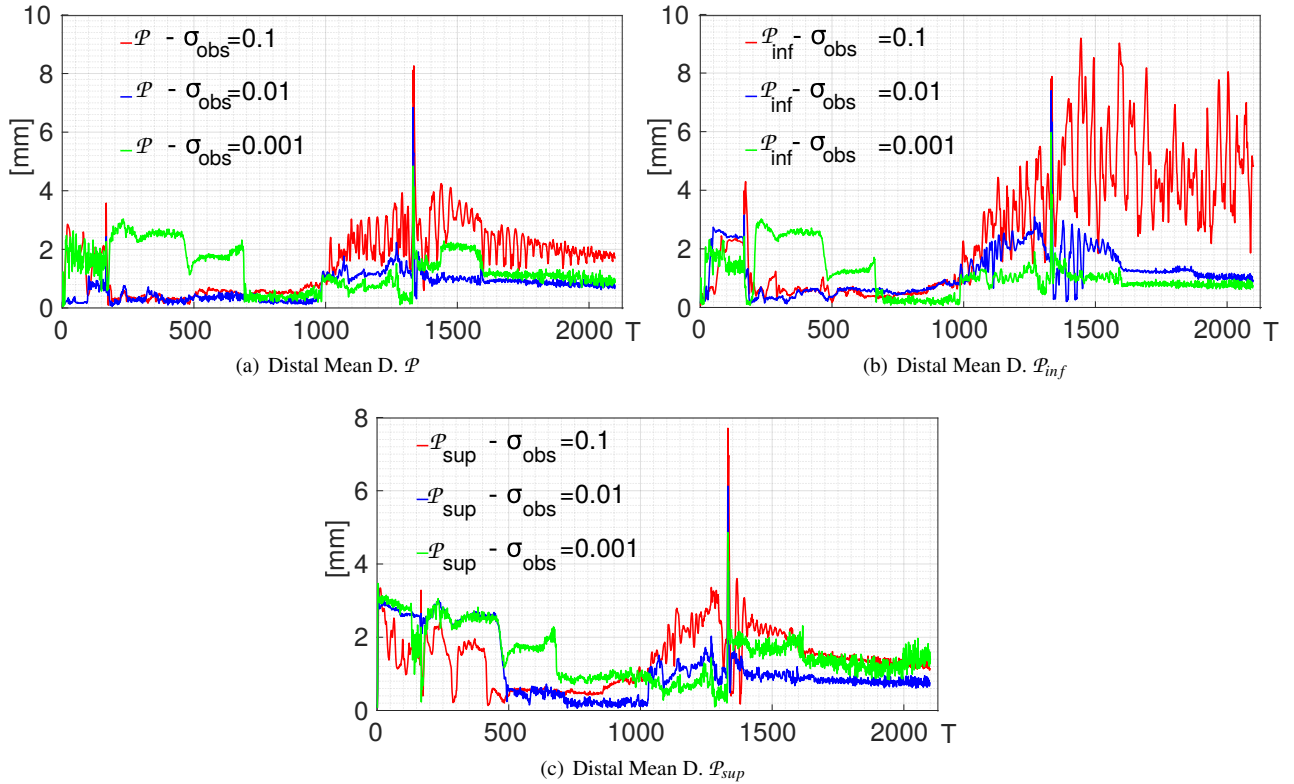 10
8
6
4
2
0
[mm]
𝒫 - σobs=0.1
𝒫 - σobs=0.01
𝒫 - σobs=0.001
0 500 1000 1500 2000 T
(a) Distal Mean D. 𝒫
10
8
6
4
2
0
[mm]
𝒫inf - σobs =0.1
𝒫inf - σobs =0.01
𝒫inf - σobs =0.001
0 500 1000 1500 2000 T
(b) Distal Mean D. 𝒫inf
8
6
4
2
0
[mm]
𝒫sup - σobs=0.1
𝒫sup - σobs=0.01
𝒫sup - σobs=0.001
0 500 1000 1500 2000 T
(c) Distal Mean D. 𝒫sup